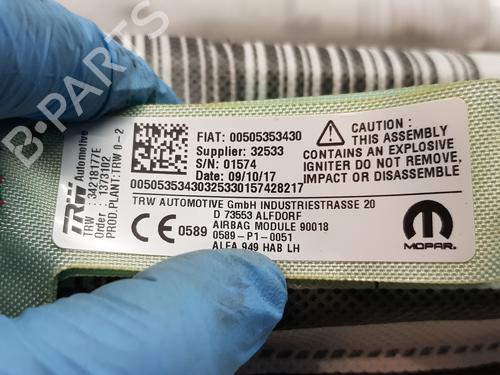 B-PARTS
TRW Automotive
TRW : 34218177E
Order : 1373102
PROD.PLANT:TRW 0-2
FIAT: 00505353430
Supplier: 32533
S/N: 01574
Date: 09/10/17
00505353430325330157428217
CAUTION :
THIS ASSEMBLY
CONTAINS AN EXPLOSIVE
IGNITER DO NOT REMOVE,
IMPACT OR DISASSEMBLE
TRW AUTOMOTIVE GmbH INDUSTRIESTRASSE 20
D 73553 ALFDORF
AIRBAG MODULE 90018
CE 0589
0589-P1-0051
ALFA 949 HAB LH
MOPAR